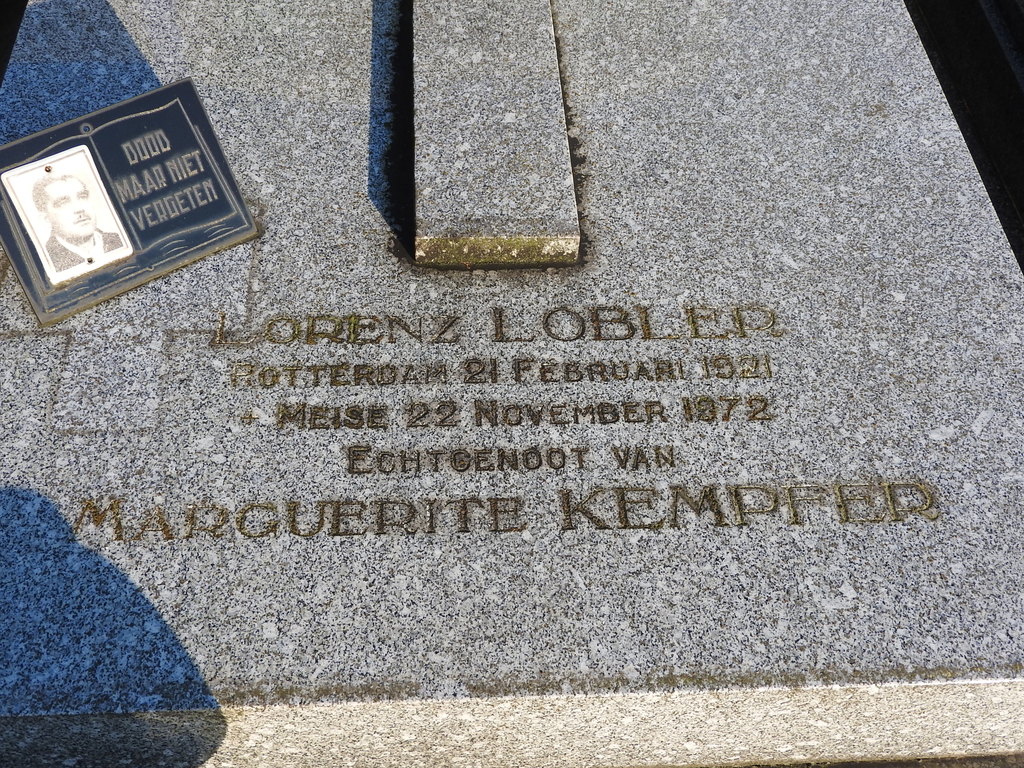 DOOD
MAAR NIET
VERGETEN
LORENZ LOBLER
ROTTERDAM 21 FEBRUARI 1921
+ MEISE 22 NOVEMBER 1972
ECHTGENOOT VAN
MARGUERITE KEMPFER